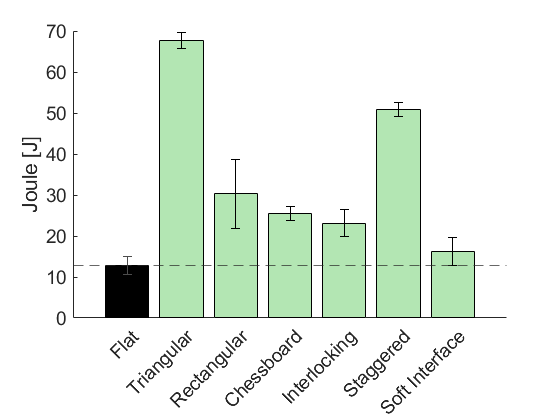 Joule [J]
70
60
50
40
30
20
10
0
Flat
Triangular
Rectangular
Chessboard
Interlocking
Staggered
Soft Interface